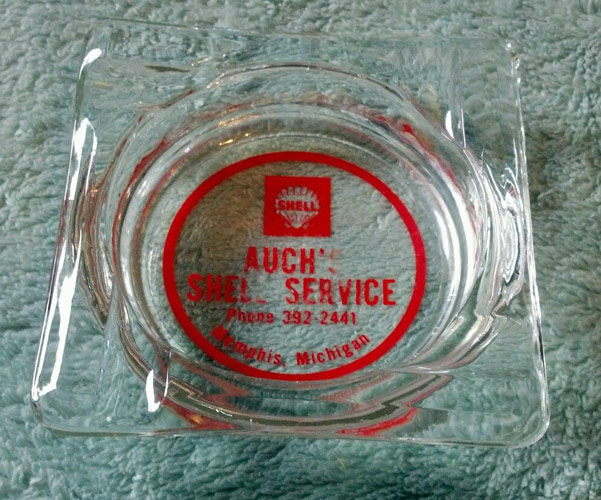 SHELL
AUCH'S
SHELL SERVICE
Phone 392-2441
Memphis, Michigan